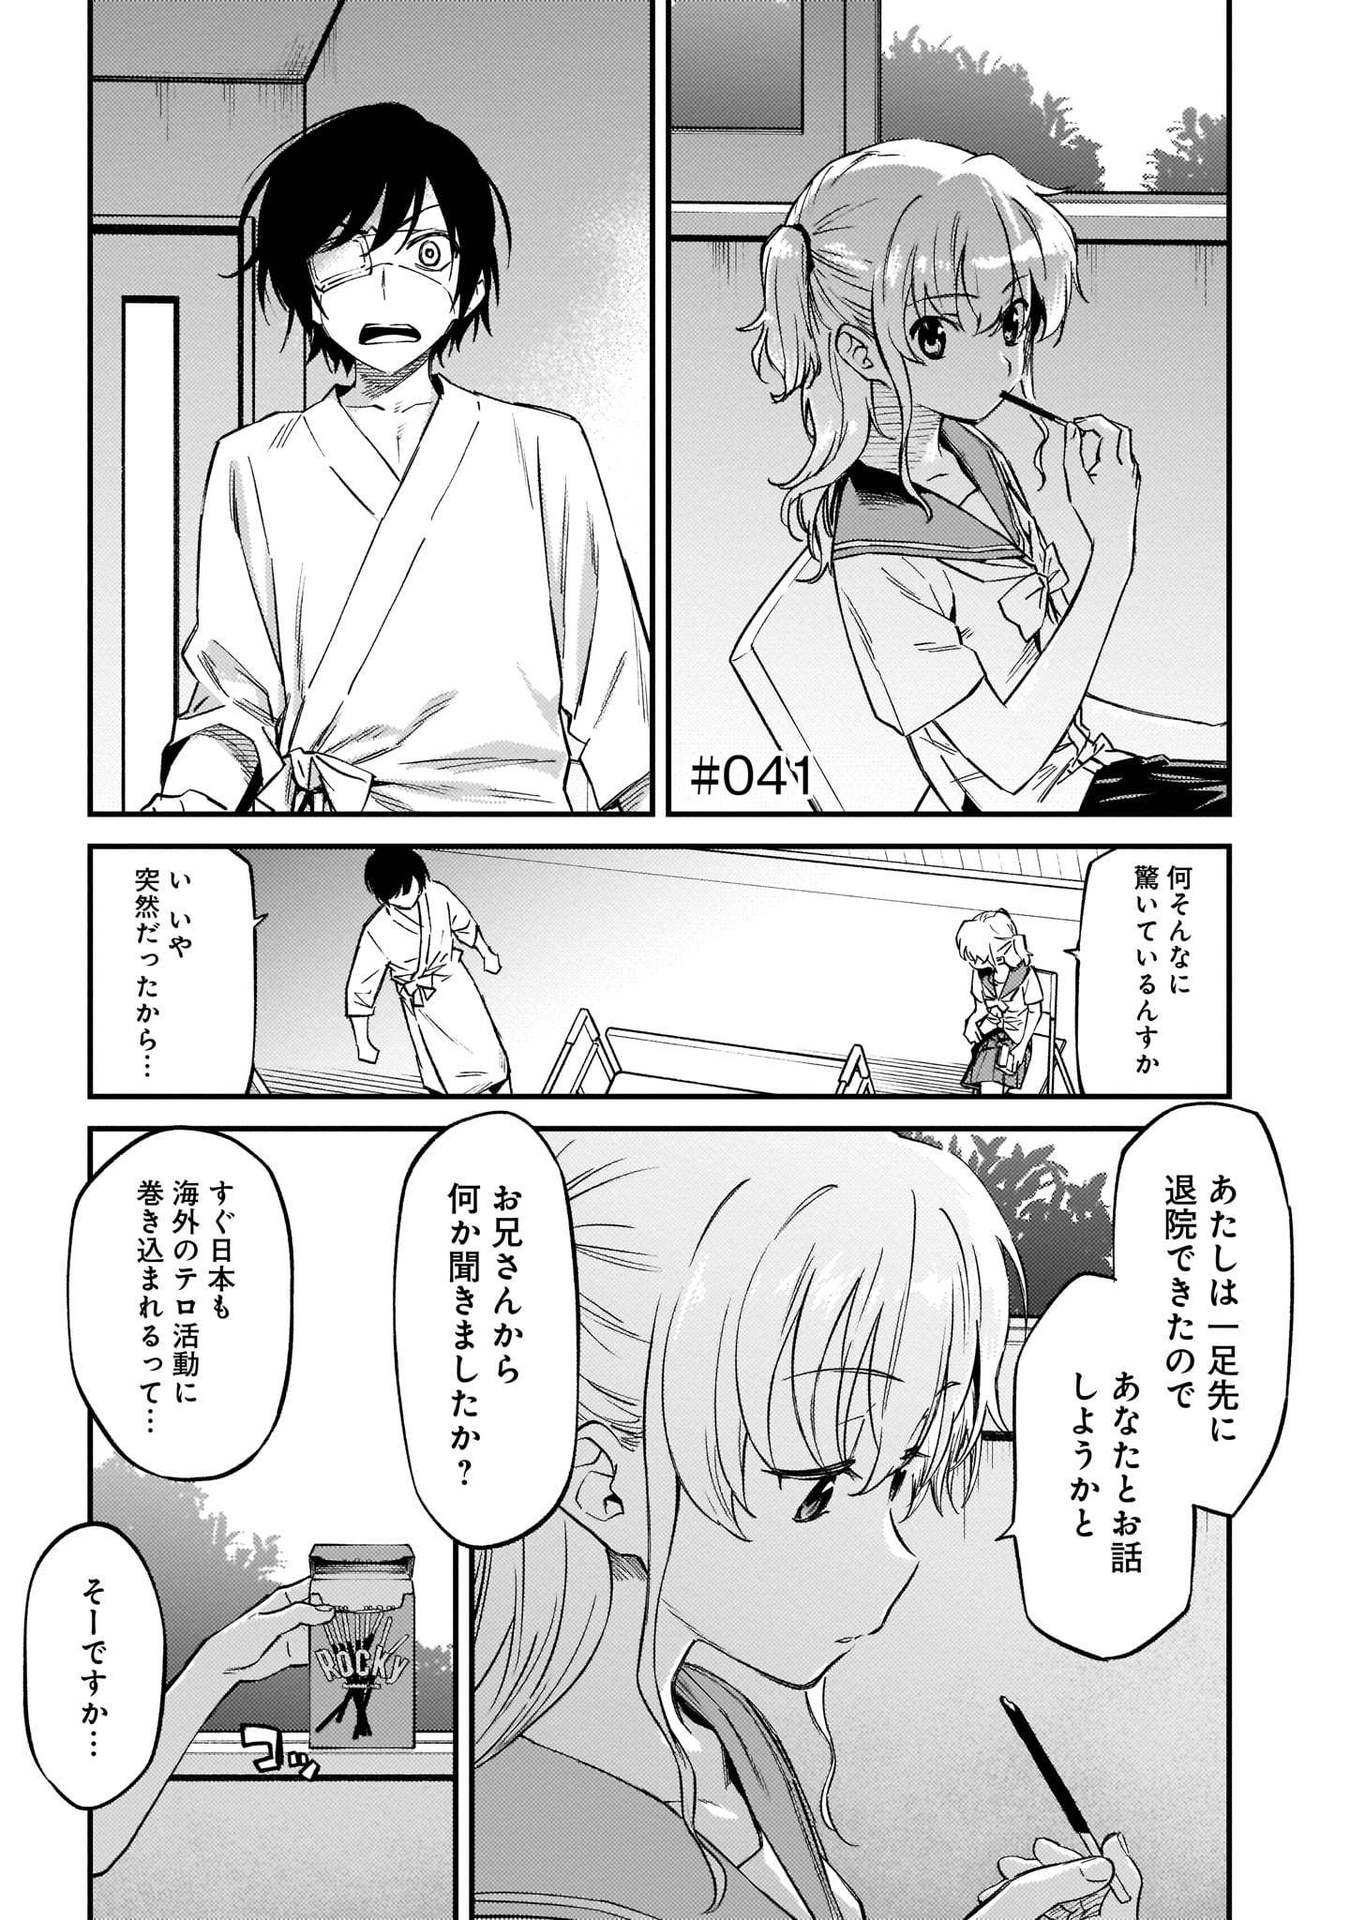 #041
何そんなに
驚いているんすか
い いや
突然だったから…
あたしは一足先に
退院できたので
あなたとお話
しようかと
お兄さんから
何か聞きましたか?
すぐ日本も
海外のテロ活動に
巻き込まれるって…
ROCKY
コッ
そーですか…